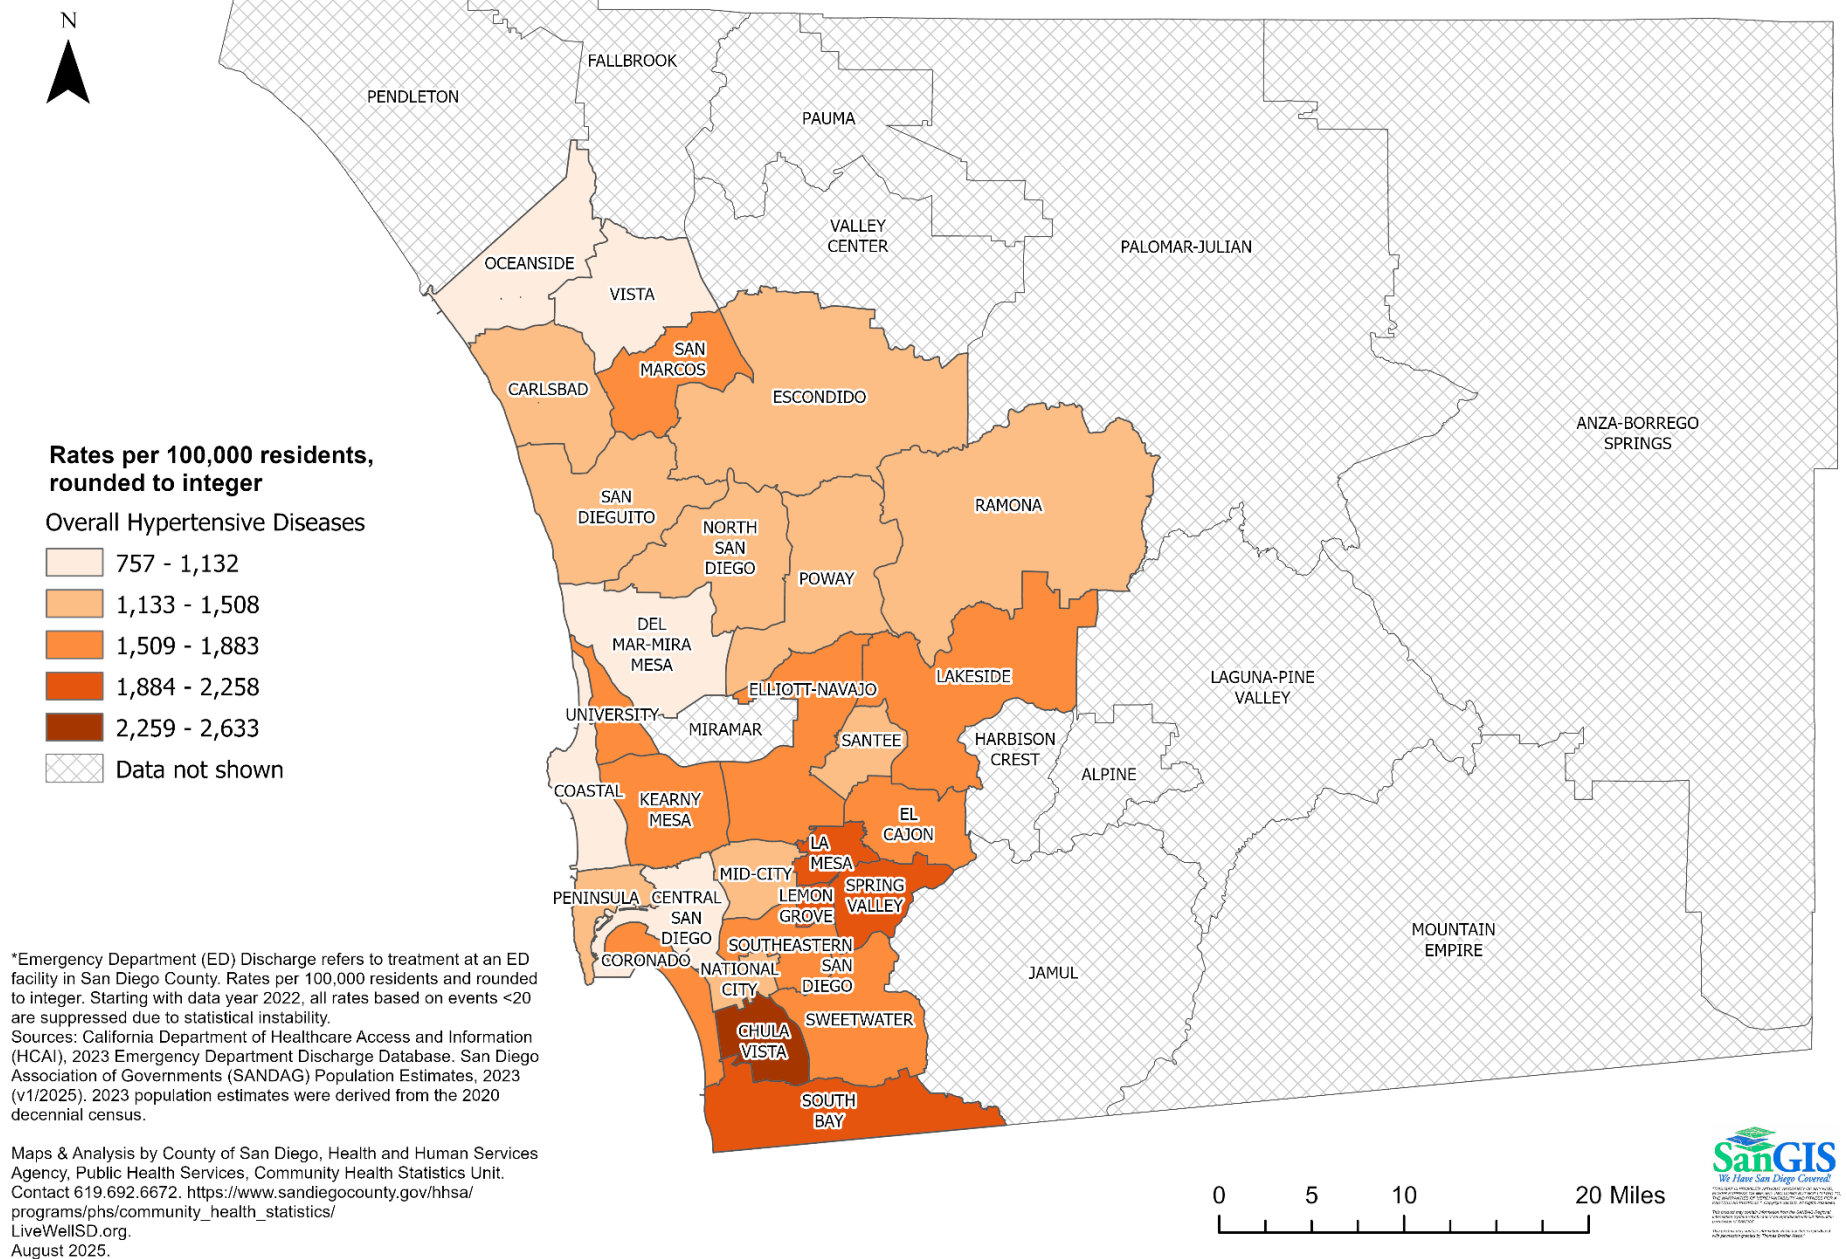 N
PENDLETON
FALLBROOK
PAUMA
VALLEY
CENTER
PALOMAR-JULIAN
OCEANSIDE
VISTA
SAN
MARCOS
CARLSBAD
ESCONDIDO
ANZA-BORREGO
SPRINGS
SAN
DIEGUITO
NORTH
SAN
DIEGO
POWAY
RAMONA
DEL
MAR-MIRA
MESA
ELLIOTT-NAVAJO
LAKESIDE
LAGUNA-PINE
VALLEY
UNIVERSITY
MIRAMAR
SANTEE
HARBISON
CREST
ALPINE
COASTAL
KEARNY
MESA
EL
CAJON
LA
MESA
MID-CITY
SPRING
VALLEY
LEMON
GROVE
PENINSULA
CENTRAL
SAN
DIEGO
CORONADO
SOUTHEASTERN
SAN
DIEGO
NATIONAL
CITY
SWEETWATER
CHULA
VISTA
SOUTH
BAY
JAMUL
MOUNTAIN
EMPIRE
Rates per 100,000 residents,
rounded to integer
Overall Hypertensive Diseases
757 - 1,132
1,133 - 1,508
1,509 - 1,883
1,884 - 2,258
2,259 - 2,633
Data not shown
*Emergency Department (ED) Discharge refers to treatment at an ED
facility in San Diego County. Rates per 100,000 residents and rounded
to integer. Starting with data year 2022, all rates based on events <20
are suppressed due to statistical instability.
Sources: California Department of Healthcare Access and Information
(HCAI), 2023 Emergency Department Discharge Database. San Diego
Association of Governments (SANDAG) Population Estimates, 2023
(v1/2025). 2023 population estimates were derived from the 2020
decennial census.
Maps & Analysis by County of San Diego, Health and Human Services
Agency, Public Health Services, Community Health Statistics Unit.
Contact 619.692.6672. https://www.sandiegocounty.gov/hhsa/
programs/phs/community_health_statistics/
LiveWellSD.org.
August 2025.
0 5 10 20 Miles
SanGIS
We Have San Diego Covered!